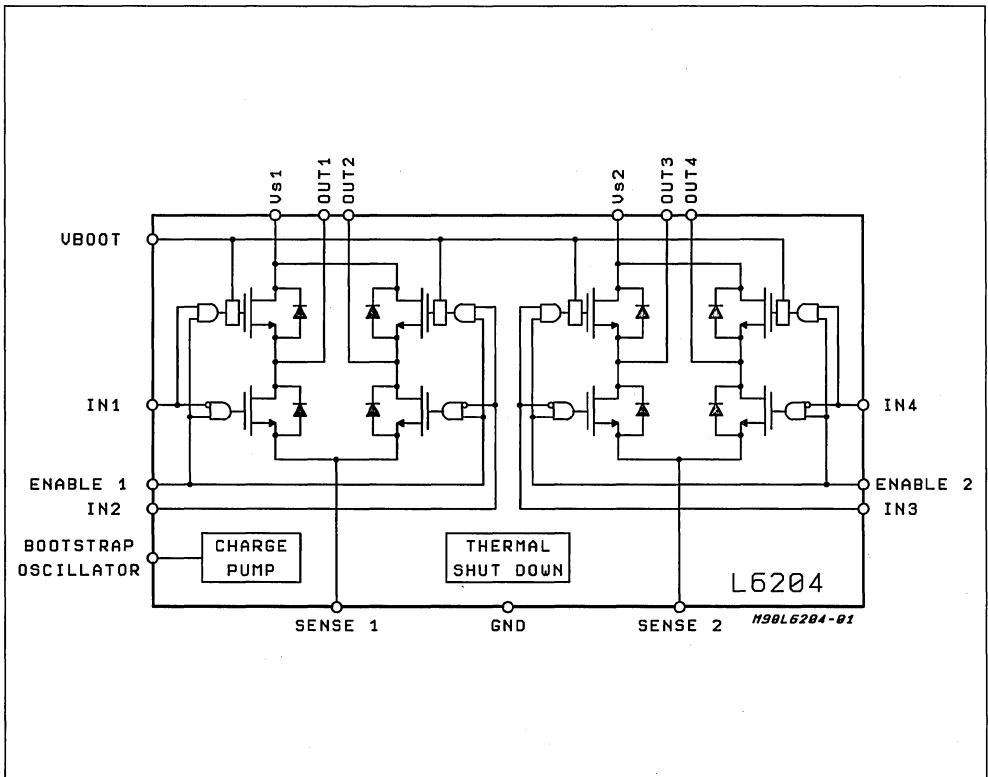 Vs1
OUT1
OUT2
Vs2
OUT3
OUT4
VBOOT
IN1
IN4
ENABLE 1
ENABLE 2
IN2
IN3
BOOTSTRAP
OSCILLATOR
CHARGE
PUMP
THERMAL
SHUT DOWN
L6204
SENSE 1
GND
SENSE 2
M90L6204-01